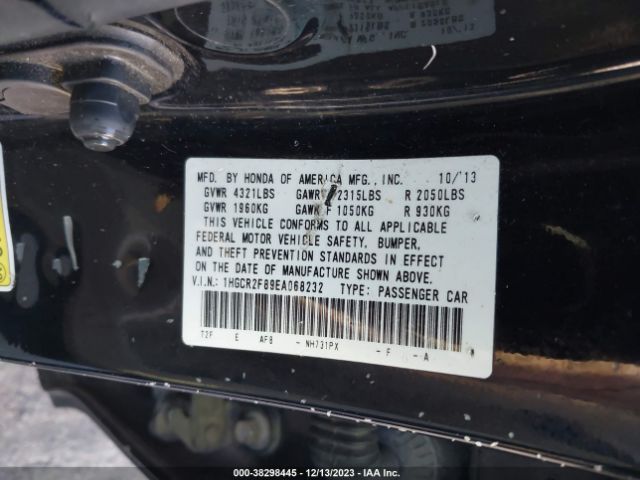 MFD. BY HONDA OF AMERICA MFG., INC. 10/'13
GVWR 4321LBS GAWR F 2315LBS R 2050LBS
GVWR 1960KG GAWR F 1050KG R 930KG
THIS VEHICLE CONFORMS TO ALL APPLICABLE
FEDERAL MOTOR VEHICLE SAFETY, BUMPER,
AND THEFT PREVENTION STANDARDS IN EFFECT
ON THE DATE OF MANUFACTURE SHOWN ABOVE.
V.I.N.: 1HGCR2F89EA068232 TYPE: PASSENGER CAR
T2F E AF8 - NH731PX - F - A
000-38298445 - 12/13/2023 - IAA Inc.